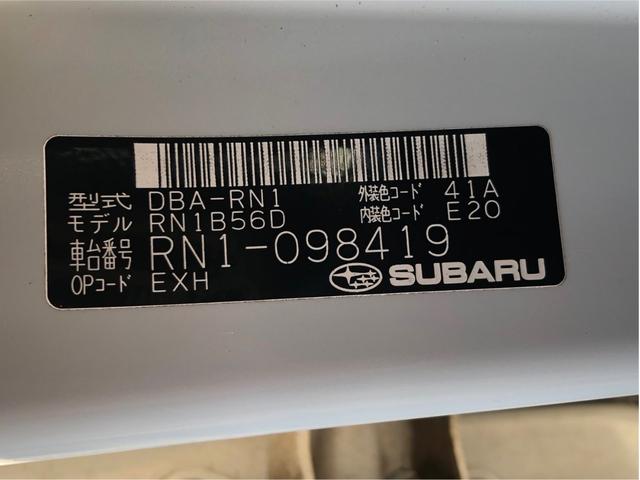 型式 DBA-RN1 外装色コード 41A
モデル RN1B56D 内装色コード E20
車台番号 RN1-098419
OPコード EXH SUBARU